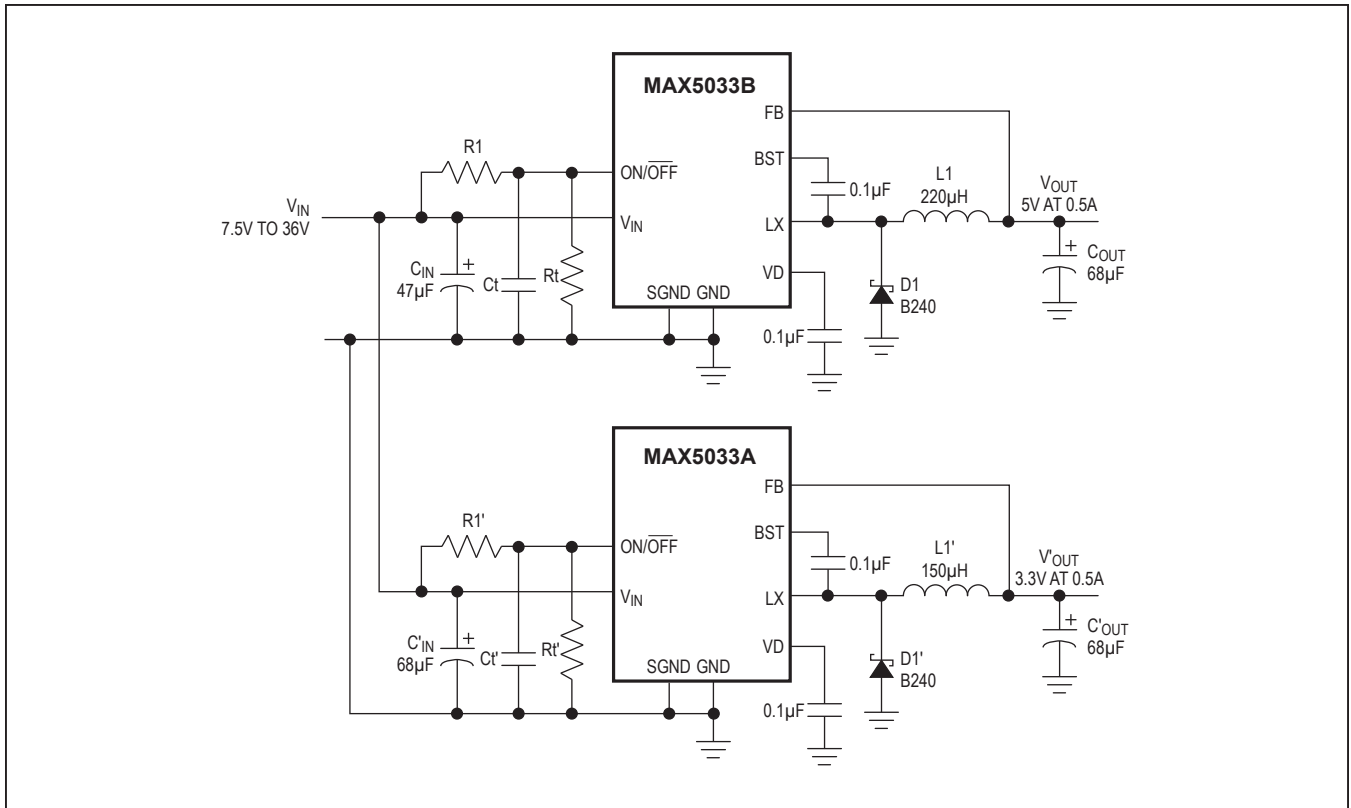 MAX5033B
FB
R1
BST
ON/O̅F̅F̅
0.1µF
L1
220µH
VOUT
5V AT 0.5A
VIN
7.5V TO 36V
VIN
LX
CIN
47µF
+
Ct
Rt
VD
COUT
68µF
+
D1
B240
SGND GND
0.1µF
MAX5033A
FB
R1'
BST
ON/O̅F̅F̅
0.1µF
L1'
150µH
V'OUT
3.3V AT 0.5A
VIN
LX
C'IN
68µF
+
Ct'
Rt'
VD
C'OUT
68µF
+
D1'
B240
SGND GND
0.1µF